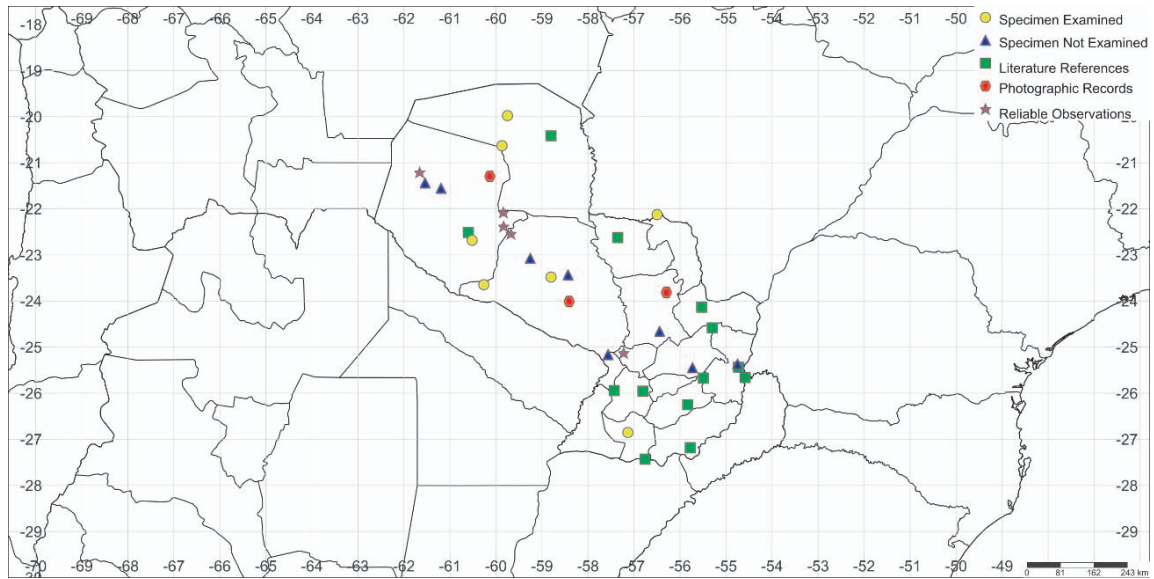 -18
-69 -68 -67 -66 -65 -64 -63 -62 -61 -60 -59 -58 -57 -56 -55 -54 -53 -52 -51 -50
Specimen Examined
Specimen Not Examined
Literature References
Photographic Records
Reliable Observations
-19
-20
-21 -21
-22 -22
-23 -23
-24 -24
-25 -25
-26 -26
-27 -27
-28 -28
-29 -29
-70 -69 -68 -67 -66 -65 -64 -63 -62 -61 -60 -59 -58 -57 -56 -55 -54 -53 -52 -51 -50 -49
0 81 162 243 km